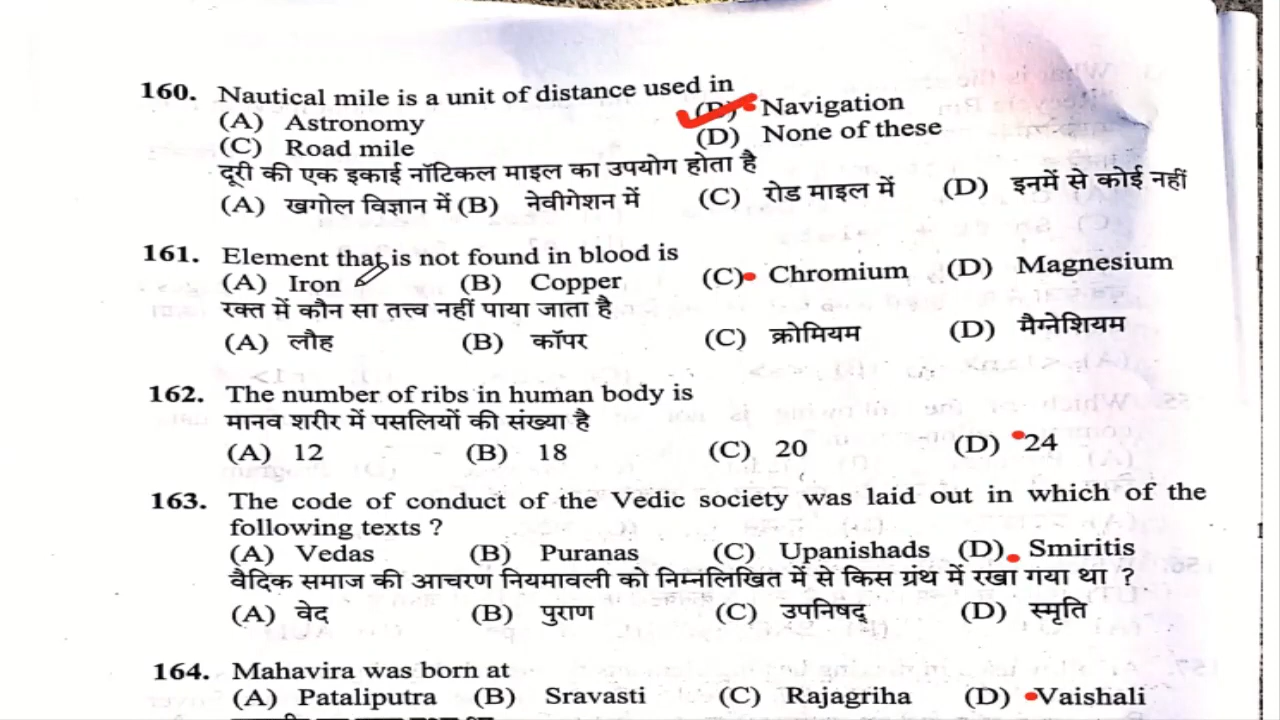 160. Nautical mile is a unit of distance used in
(A) Astronomy (B) Navigation
(C) Road mile (D) None of these
दूरी की एक इकाई नॉटिकल माइल का उपयोग होता है
(A) खगोल विज्ञान में (B) नेवीगेशन में (C) रोड माइल में (D) इनमें से कोई नहीं
161. Element that is not found in blood is
(A) Iron (B) Copper (C) Chromium (D) Magnesium
रक्त में कौन सा तत्त्व नहीं पाया जाता है
(A) लौह (B) कॉपर (C) क्रोमियम (D) मैग्नेशियम
162. The number of ribs in human body is
मानव शरीर में पसलियों की संख्या है
(A) 12 (B) 18 (C) 20 (D) 24
163. The code of conduct of the Vedic society was laid out in which of the
following texts ?
(A) Vedas (B) Puranas (C) Upanishads (D) Smiritis
वैदिक समाज की आचरण नियमावली को निम्नलिखित में से किस ग्रंथ में रखा गया था ?
(A) वेद (B) पुराण (C) उपनिषद् (D) स्मृति
164. Mahavira was born at
(A) Pataliputra (B) Sravasti (C) Rajagriha (D) Vaishali